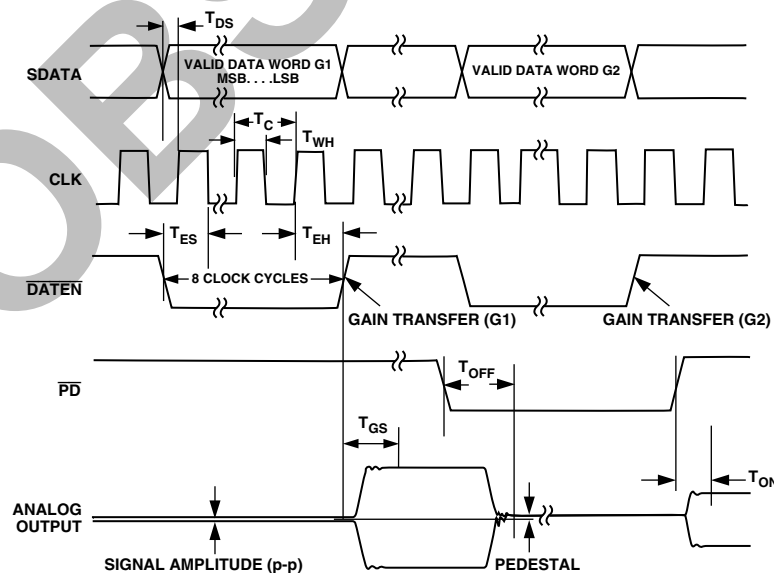 OBS
T_DS
SDATA
VALID DATA WORD G1
MSB. . . .LSB
VALID DATA WORD G2
T_C
T_WH
CLK
T_ES
T_EH
DATEN
8 CLOCK CYCLES
GAIN TRANSFER (G1)
GAIN TRANSFER (G2)
PD
T_OFF
T_GS
T_ON
ANALOG
OUTPUT
SIGNAL AMPLITUDE (p-p)
PEDESTAL